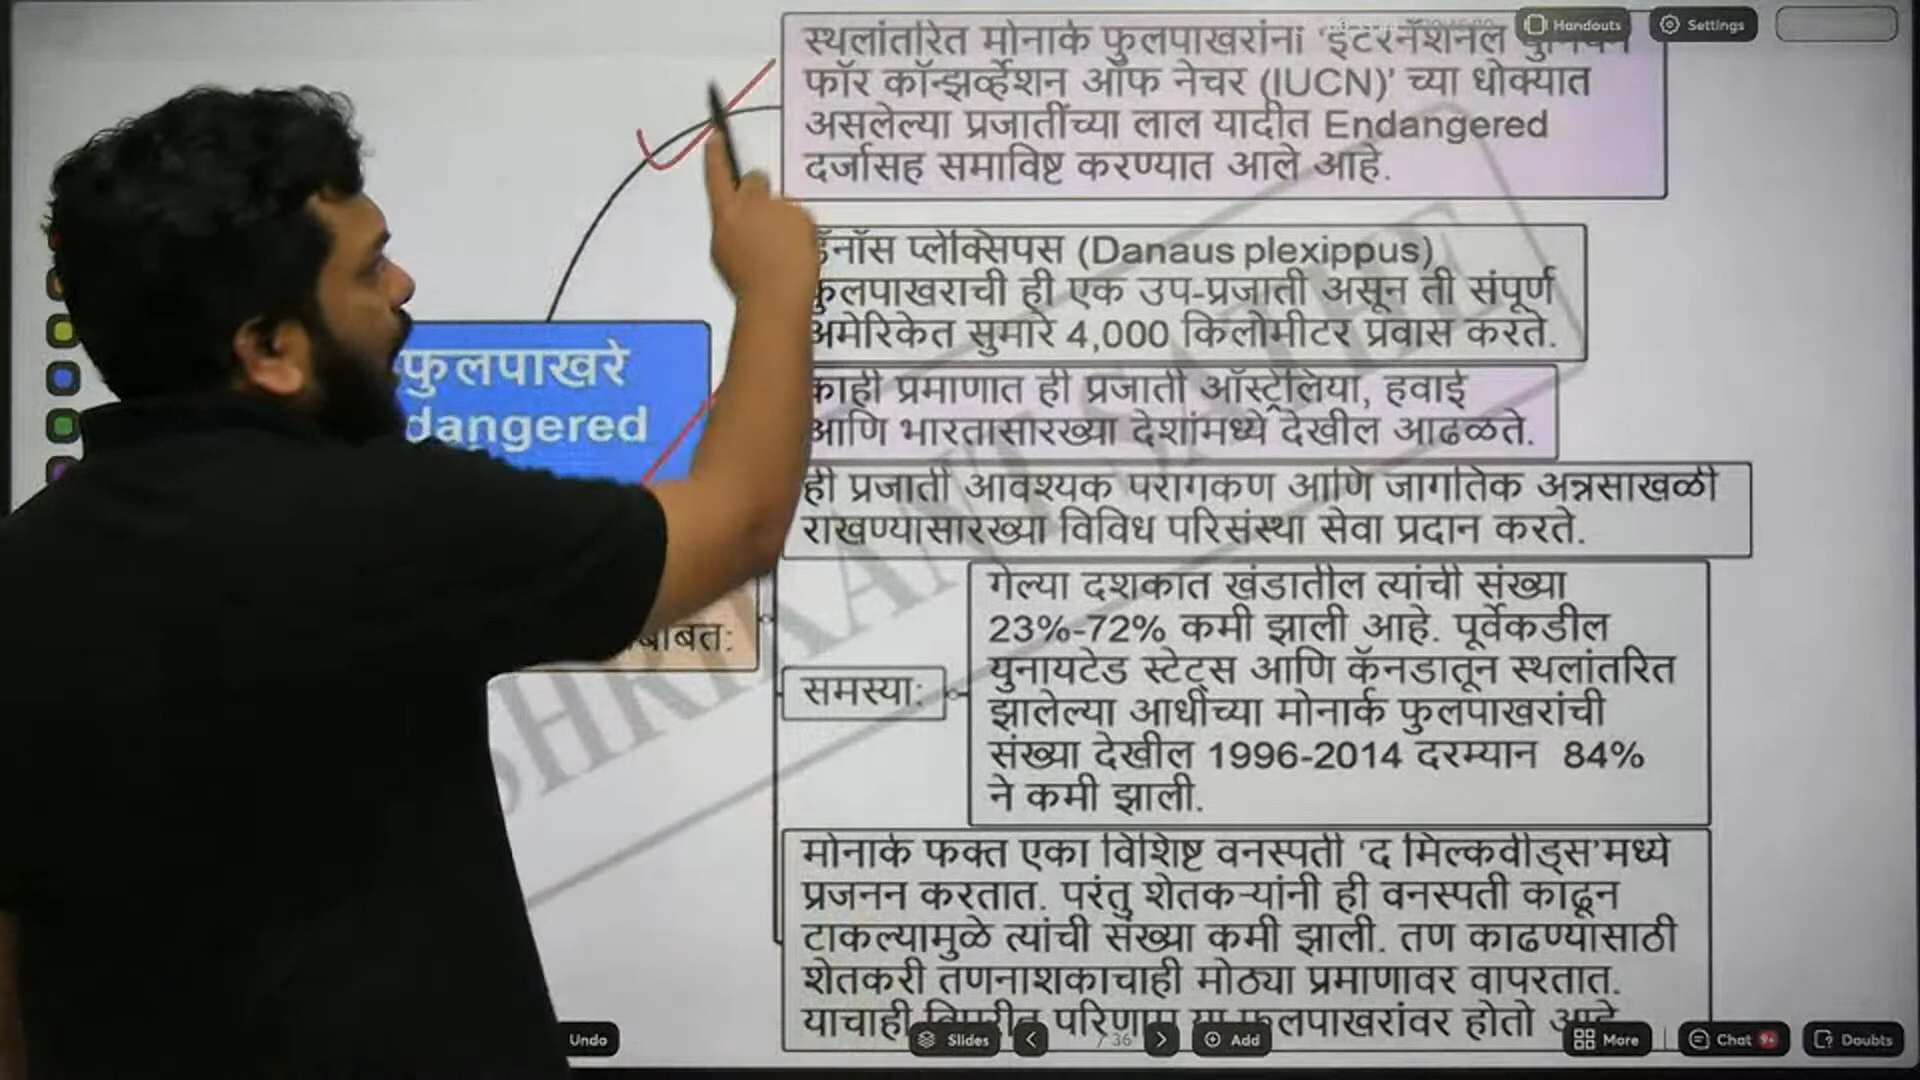 Handouts
Settings
स्थलांतरित मोनार्क फुलपाखरांना 'इंटरनॅशनल
फॉर कॉन्झर्व्हेशन ऑफ नेचर (IUCN)' च्या धोक्यात
असलेल्या प्रजातींच्या लाल यादीत Endangered
दर्जासह समाविष्ट करण्यात आले आहे.
प्लेक्सिपस (Danaus plexippus)
फुलपाखराची ही एक उप-प्रजाती असून ती संपूर्ण
अमेरिकेत सुमारे 4,000 किलोमीटर प्रवास करते.
फुलपाखरे
dangered
काही प्रमाणात ही प्रजाती ऑस्ट्रेलिया, हवाई
आणि भारतासारख्या देशांमध्ये देखील आढळते.
ही प्रजाती आवश्यक परागकण आणि जागतिक अन्नसाखळी
राखण्यासारख्या विविध परिसंस्था सेवा प्रदान करते.
बाबत:
समस्या:
गेल्या दशकात खंडातील त्यांची संख्या
23%-72% कमी झाली आहे. पूर्वेकडील
युनायटेड स्टेट्स आणि कॅनडातून स्थलांतरित
झालेल्या आधीच्या मोनार्क फुलपाखरांची
संख्या देखील 1996-2014 दरम्यान 84%
ने कमी झाली.
मोनार्क फक्त एका विशिष्ट वनस्पती 'द मिल्कवीड्स'मध्ये
प्रजनन करतात. परंतु शेतकऱ्यांनी ही वनस्पती काढून
टाकल्यामुळे त्यांची संख्या कमी झाली. तण काढण्यासाठी
शेतकरी तणनाशकाचाही मोठ्या प्रमाणावर वापरतात.
याचाही विपरीत परिणाम या फुलपाखरांवर होतो आहे
SHRIKANT SATHE
Undo
Slides
/ 36
Add
More
Chat 9+
Doubts